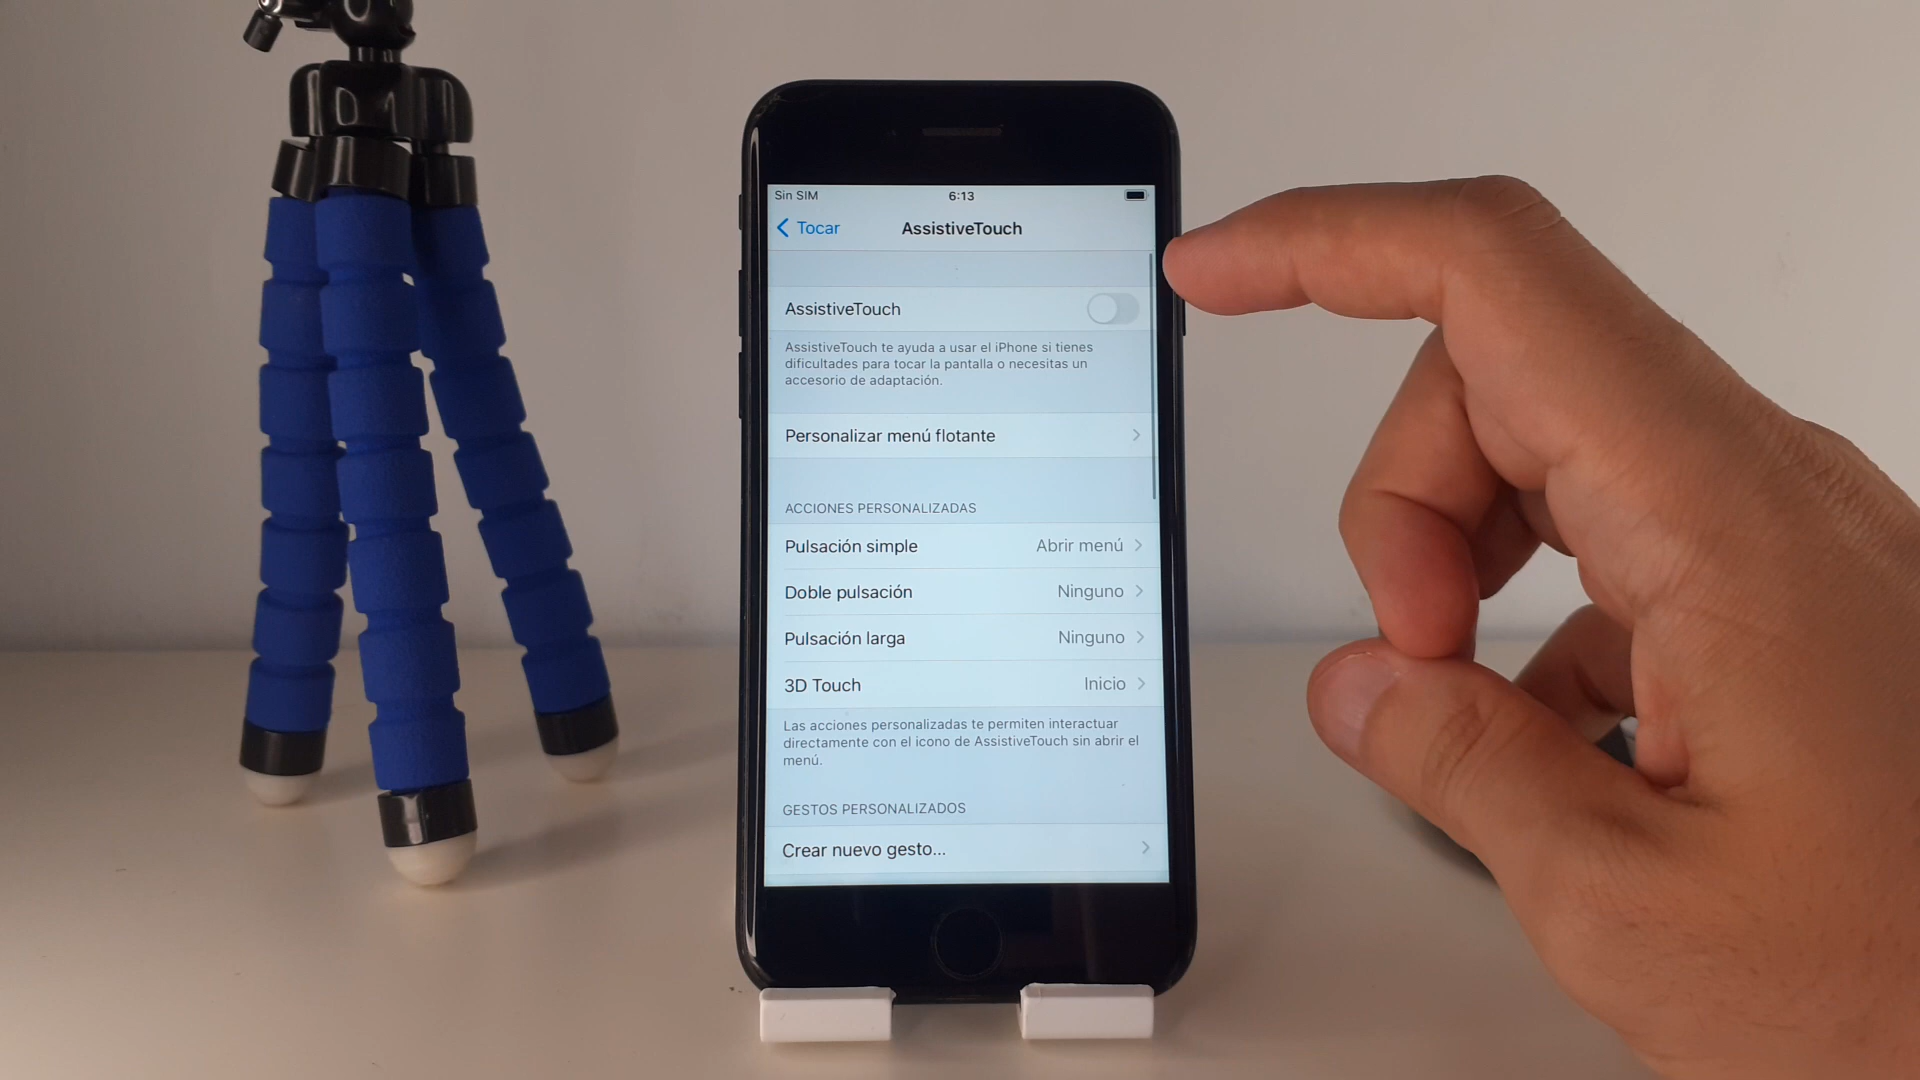 Sin SIM 6:13
Tocar AssistiveTouch
AssistiveTouch
AssistiveTouch te ayuda a usar el iPhone si tienes
dificultades para tocar la pantalla o necesitas un
accesorio de adaptación.
Personalizar menú flotante
ACCIONES PERSONALIZADAS
Pulsación simple Abrir menú
Doble pulsación Ninguno
Pulsación larga Ninguno
3D Touch Inicio
Las acciones personalizadas te permiten interactuar
directamente con el icono de AssistiveTouch sin abrir el
menú.
GESTOS PERSONALIZADOS
Crear nuevo gesto...